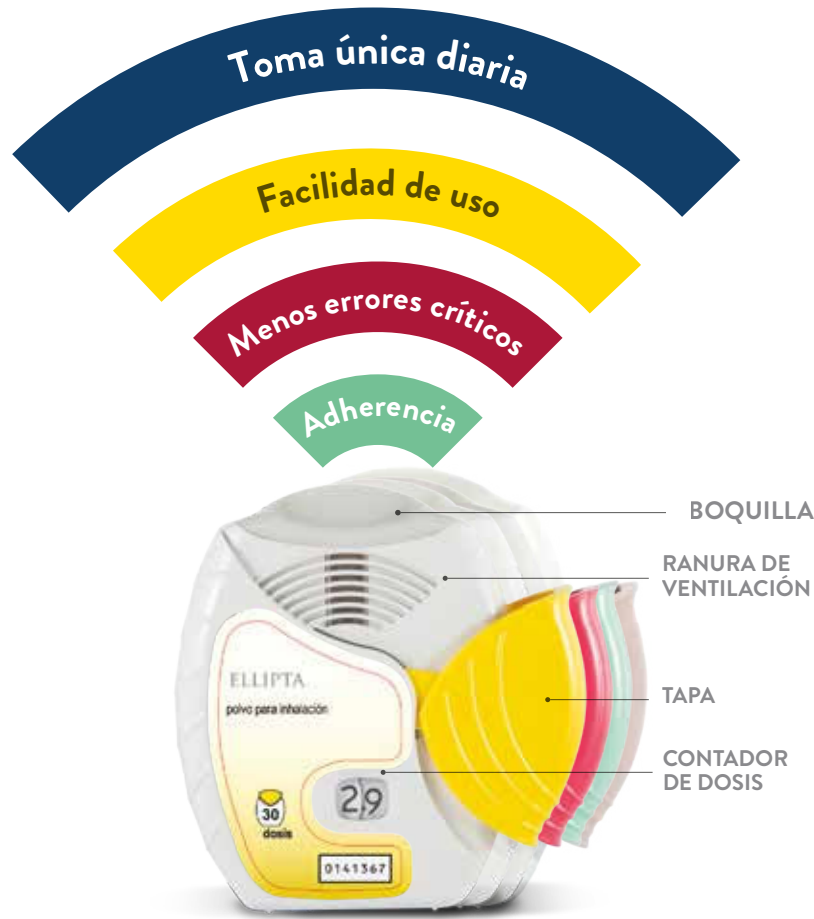 Toma única diaria
Facilidad de uso
Menos errores críticos
Adherencia
BOQUILLA
RANURA DE
VENTILACIÓN
ELLIPTA
polvo para inhalación
TAPA
CONTADOR
DE DOSIS
29
30
dosis
0141367